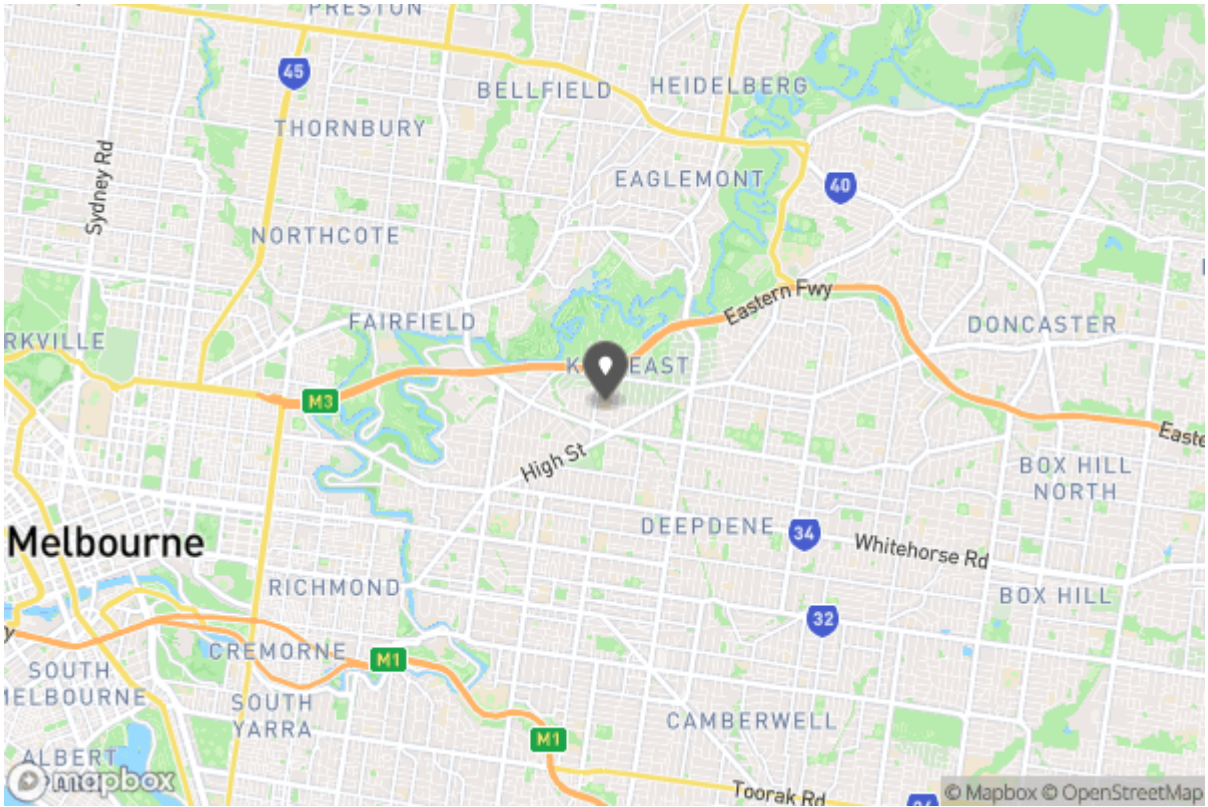 PRESTON
45
BELLFIELD
HEIDELBERG
THORNBURY
Sydney Rd
EAGLEMONT
40
NORTHCOTE
Eastern Fwy
FAIRFIELD
DONCASTER
RKVILLE
K EAST
M3
High St
Easte
BOX HILL
NORTH
Melbourne
DEEPDENE
34
Whitehorse Rd
RICHMOND
BOX HILL
32
CREMORNE
M1
SOUTH
MELBOURNE
SOUTH
YARRA
CAMBERWELL
M1
ALBERT
mapbox
Toorak Rd
© Mapbox © OpenStreetMap